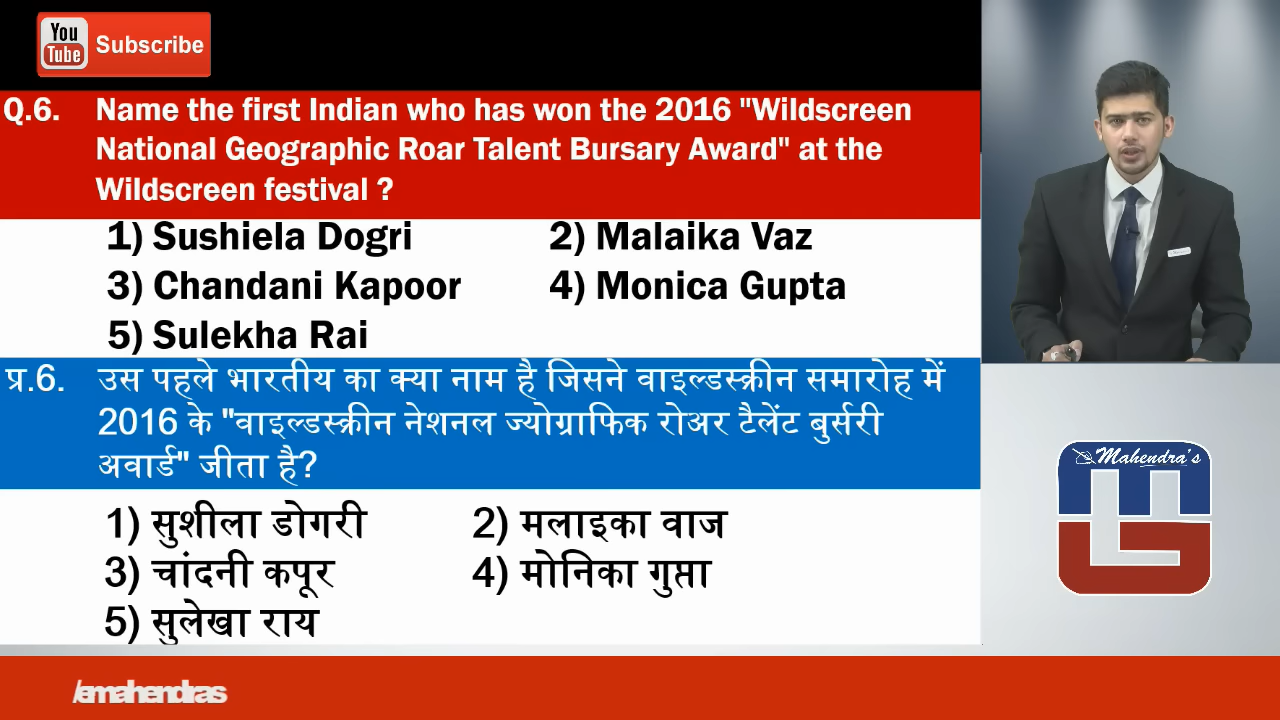 You
Tube
Subscribe
Q.6. Name the first Indian who has won the 2016 "Wildscreen
National Geographic Roar Talent Bursary Award" at the
Wildscreen festival ?
1) Sushiela Dogri 2) Malaika Vaz
3) Chandani Kapoor 4) Monica Gupta
5) Sulekha Rai
प्र.6. उस पहले भारतीय का क्या नाम है जिसने वाइल्डस्क्रीन समारोह में
2016 के "वाइल्डस्क्रीन नेशनल ज्योग्राफिक रोअर टैलेंट बुर्सरी
अवार्ड" जीता है?
1) सुशीला डोगरी 2) मलाइका वाज
3) चांदनी कपूर 4) मोनिका गुप्ता
5) सुलेखा राय
Mahendra's
/emahendras